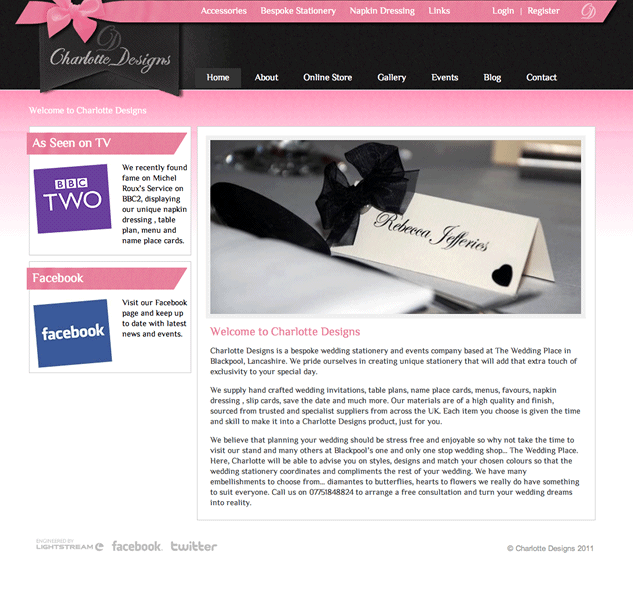 Accessories Bespoke Stationery Napkin Dressing Links Login | Register CD
CD
Charlotte Designs
Home About Online Store Gallery Events Blog Contact
Welcome to Charlotte Designs
As Seen on TV
BBC
TWO
We recently found
fame on Michel
Roux's Service on
BBC2, displaying
our unique napkin
dressing , table
plan, menu and
name place cards.
Facebook
facebook
Visit our Facebook
page and keep up
to date with latest
news and events.
Rebecca Jefferies
Welcome to Charlotte Designs
Charlotte Designs is a bespoke wedding stationery and events company based at The Wedding Place in
Blackpool, Lancashire. We pride ourselves in creating unique stationery that will add that extra touch of
exclusivity to your special day.
We supply hand crafted wedding invitations, table plans, name place cards, menus, favours, napkin
dressing , slip cards, save the date and much more. Our materials are of a high quality and finish,
sourced from trusted and specialist suppliers from across the UK. Each item you choose is given the time
and skill to make it into a Charlotte Designs product, just for you.
We believe that planning your wedding should be stress free and enjoyable so why not take the time to
visit our stand and many others at Blackpool's one and only one stop wedding shop... The Wedding Place.
Here, Charlotte will be able to advise you on styles, designs and match your chosen colours so that the
wedding stationery coordinates and compliments the rest of your wedding. We have many
embellishments to choose from... diamantes to butterflies, hearts to flowers we really do have something
to suit everyone. Call us on 07751848824 to arrange a free consultation and turn your wedding dreams
into reality.
ENGINEERED BY
LIGHTSTREAM facebook. twitter
© Charlotte Designs 2011